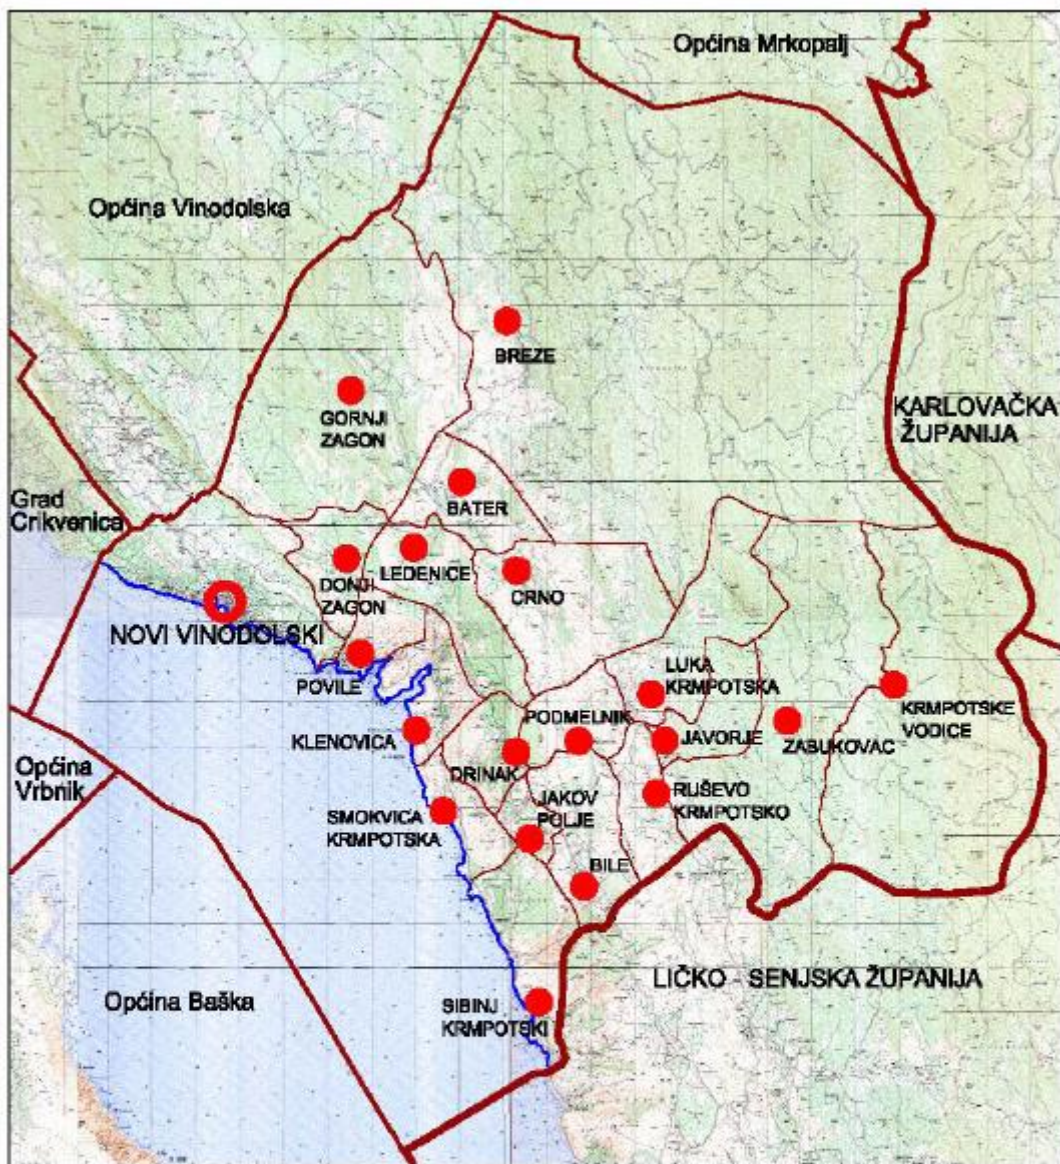 Općina Mrkopalj
Općina Vinodolska
BREZE
GORNJI
ZAGON
KARLOVAČKA
ŽUPANIJA
BATER
Grad
Crikvenica
LEDENICE
DONJI
ZAGON
CRNO
NOVI VINODOLSKI
POVILE
LUKA
KRMPOTSKA
KRMPOTSKE
VODICE
PODMELNIK
KLENOVICA
JAVORJE
ZABUKOVAC
DRINAK
Općina
Vrbnik
JAKOV
POLJE
RUŠEVO
KRMPOTSKO
SMOKVICA
KRMPOTSKA
BILE
LIČKO - SENJSKA ŽUPANIJA
Općina Baška
SIBINJ
KRMPOTSKI